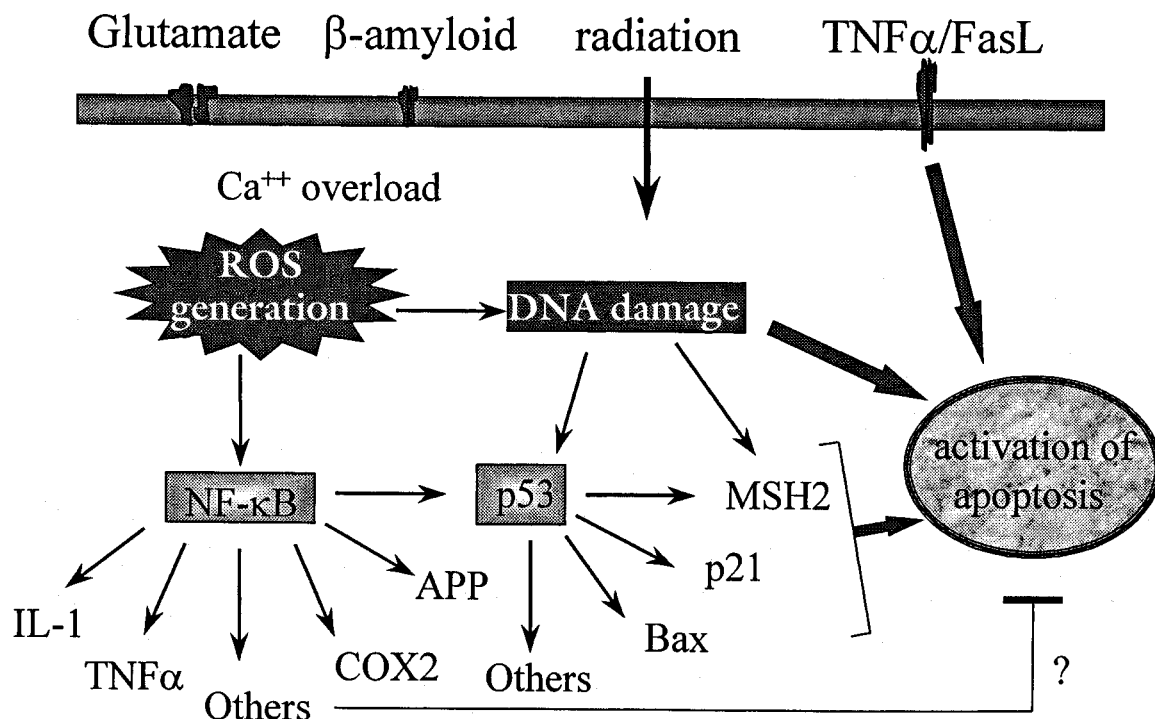 Glutamate β-amyloid radiation TNFα/FasL
Ca++ overload
ROS
generation
DNA damage
activation of
apoptosis
NF-κB
p53
MSH2
p21
APP
IL-1
Bax
TNFα
COX2
Others
Others
?